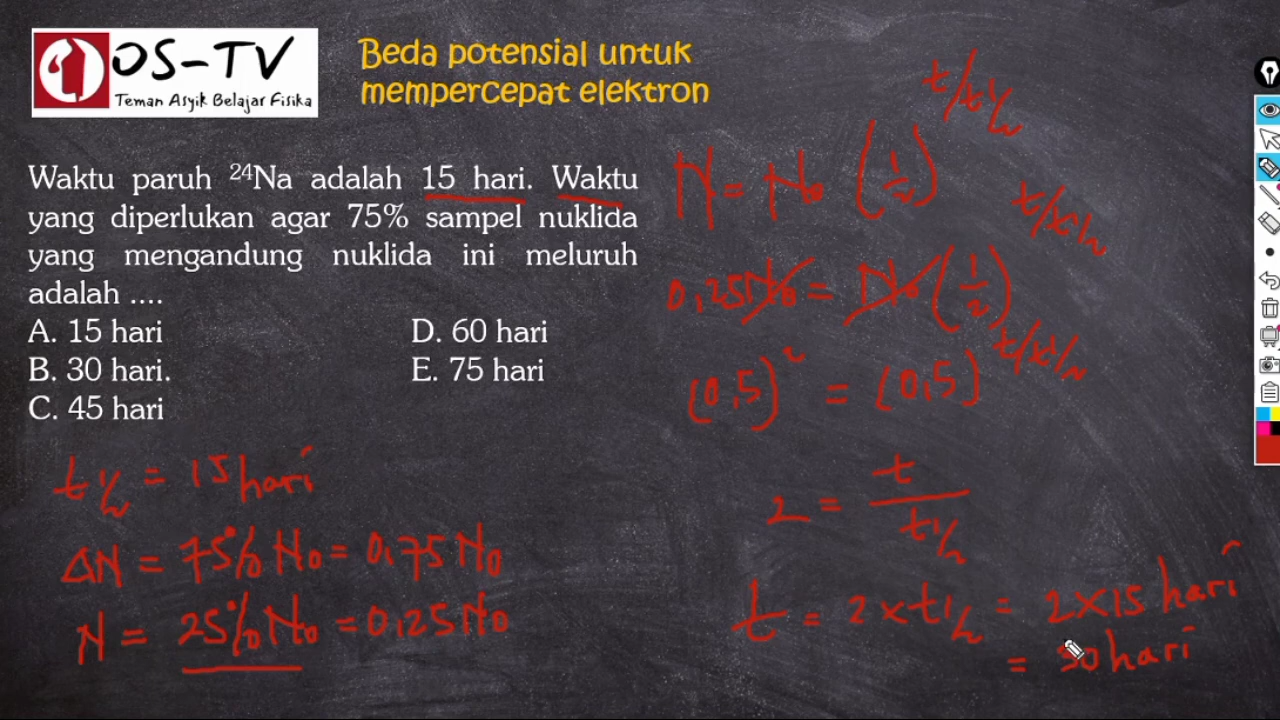 OS-TV
Teman Asyik Belajar Fisika
Beda potensial untuk
mempercepat elektron
Waktu paruh ²⁴Na adalah 15 hari. Waktu
yang diperlukan agar 75% sampel nuklida
yang mengandung nuklida ini meluruh
adalah ....
A. 15 hari
B. 30 hari.
C. 45 hari
D. 60 hari
E. 75 hari
t½ = 15 hari
ΔN = 75% N₀ = 0,75 N₀
N = 25% N₀ = 0,25 N₀
N = N₀ (1/2)^(t/t½)
0,25 N₀ = N₀ (1/2)^(t/t½)
(0,5)² = (0,5)^(t/t½)
2 = t/t½
t = 2 × t½ = 2 × 15 hari
= 30 hari